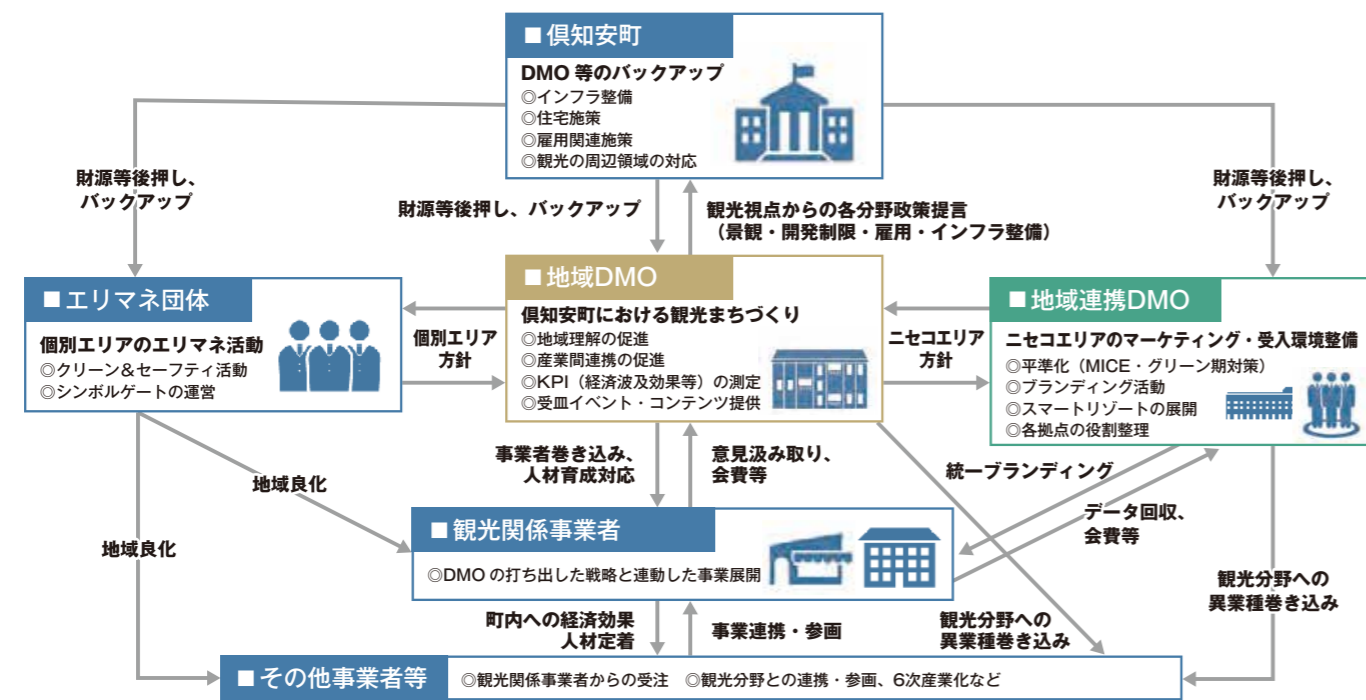 ■ 倶知安町
DMO 等のバックアップ
◎インフラ整備
◎住宅施策
◎雇用関連施策
◎観光の周辺領域の対応
財源等後押し、
バックアップ
財源等後押し、バックアップ
観光視点からの各分野政策提言
（景観・開発制限・雇用・インフラ整備）
財源等後押し、
バックアップ
■ エリマネ団体
個別エリアのエリマネ活動
◎クリーン＆セーフティ活動
◎シンボルゲートの運営
個別エリア
方針
■ 地域DMO
倶知安町における観光まちづくり
◎地域理解の促進
◎産業間連携の促進
◎KPI（経済波及効果等）の測定
◎受皿イベント・コンテンツ提供
ニセコエリア
方針
■ 地域連携DMO
ニセコエリアのマーケティング・受入環境整備
◎平準化（MICE・グリーン期対策）
◎ブランディング活動
◎スマートリゾートの展開
◎各拠点の役割整理
地域良化
地域良化
事業者巻き込み、
人材育成対応
意見汲み取り、
会費等
統一ブランディング
データ回収、
会費等
■ 観光関係事業者
◎DMO の打ち出した戦略と連動した事業展開
町内への経済効果
人材定着
事業連携・参画
観光分野への
異業種巻き込み
観光分野への
異業種巻き込み
■ その他事業者等
◎観光関係事業者からの受注 ◎観光分野との連携・参画、6次産業化など